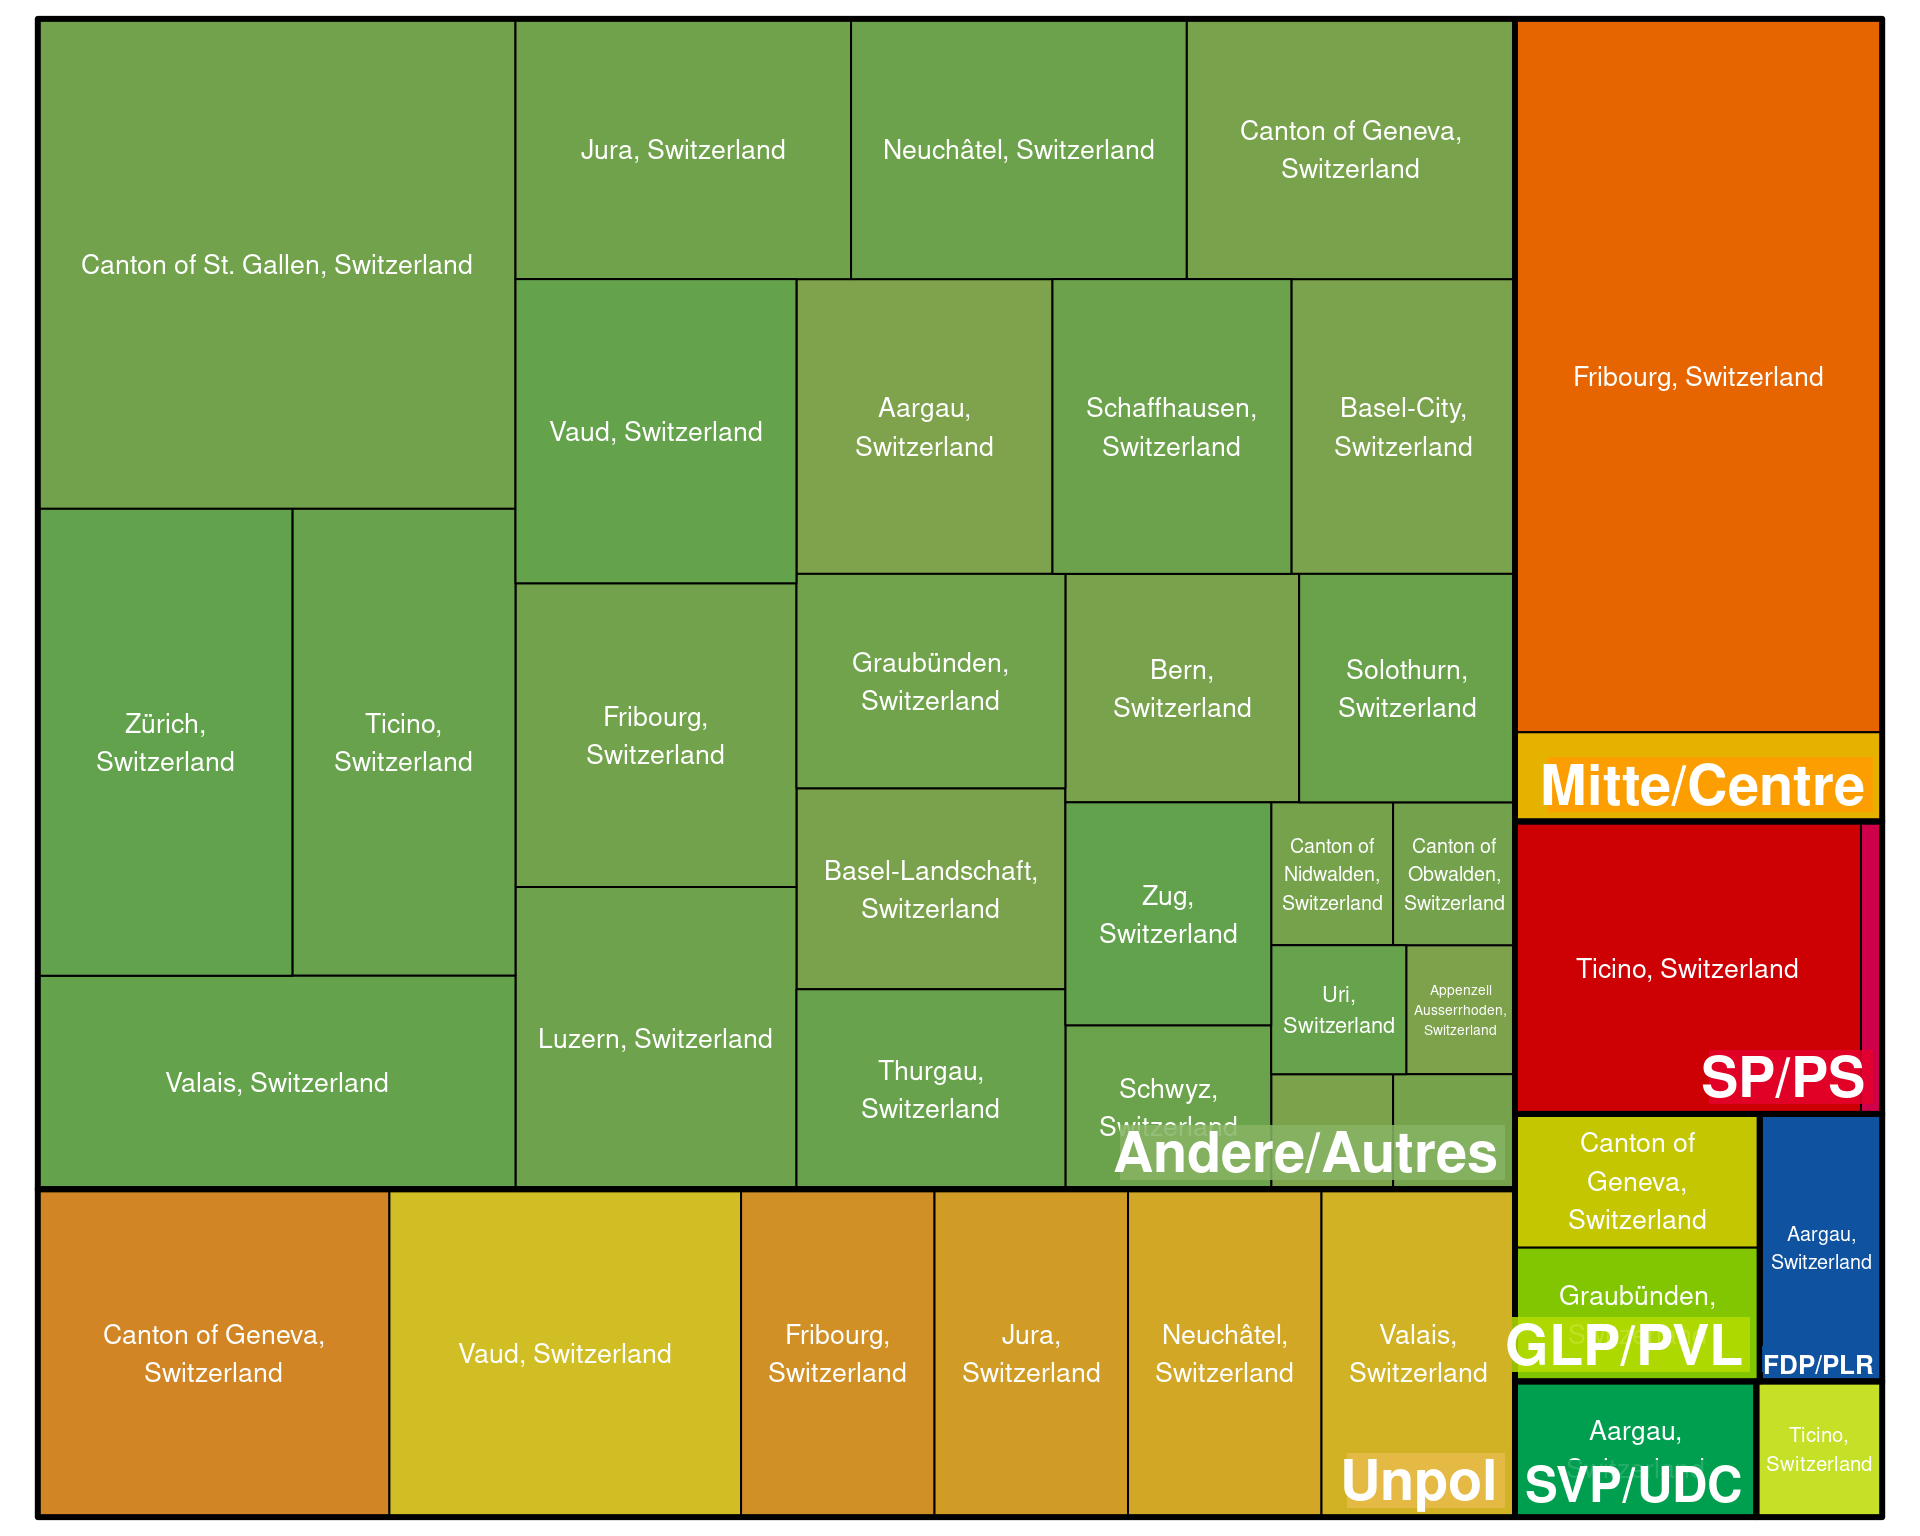 Canton of St. Gallen, Switzerland
Jura, Switzerland
Neuchâtel, Switzerland
Canton of Geneva,
Switzerland
Fribourg, Switzerland
Vaud, Switzerland
Aargau,
Switzerland
Schaffhausen,
Switzerland
Basel-City,
Switzerland
Zürich,
Switzerland
Ticino,
Switzerland
Fribourg,
Switzerland
Graubünden,
Switzerland
Bern,
Switzerland
Solothurn,
Switzerland
Mitte/Centre
Basel-Landschaft,
Switzerland
Zug,
Switzerland
Canton of
Nidwalden,
Switzerland
Canton of
Obwalden,
Switzerland
Uri,
Switzerland
Appenzell
Ausserrhoden,
Switzerland
Ticino, Switzerland
SP/PS
Valais, Switzerland
Luzern, Switzerland
Thurgau,
Switzerland
Schwyz,
Switzerland
Andere/Autres
Canton of
Geneva,
Switzerland
Aargau,
Switzerland
Graubünden,
GLP/PVL
FDP/PLR
Canton of Geneva,
Switzerland
Vaud, Switzerland
Fribourg,
Switzerland
Jura,
Switzerland
Neuchâtel,
Switzerland
Valais,
Switzerland
Unpol
Aargau,
Switzerland
SVP/UDC
Ticino,
Switzerland